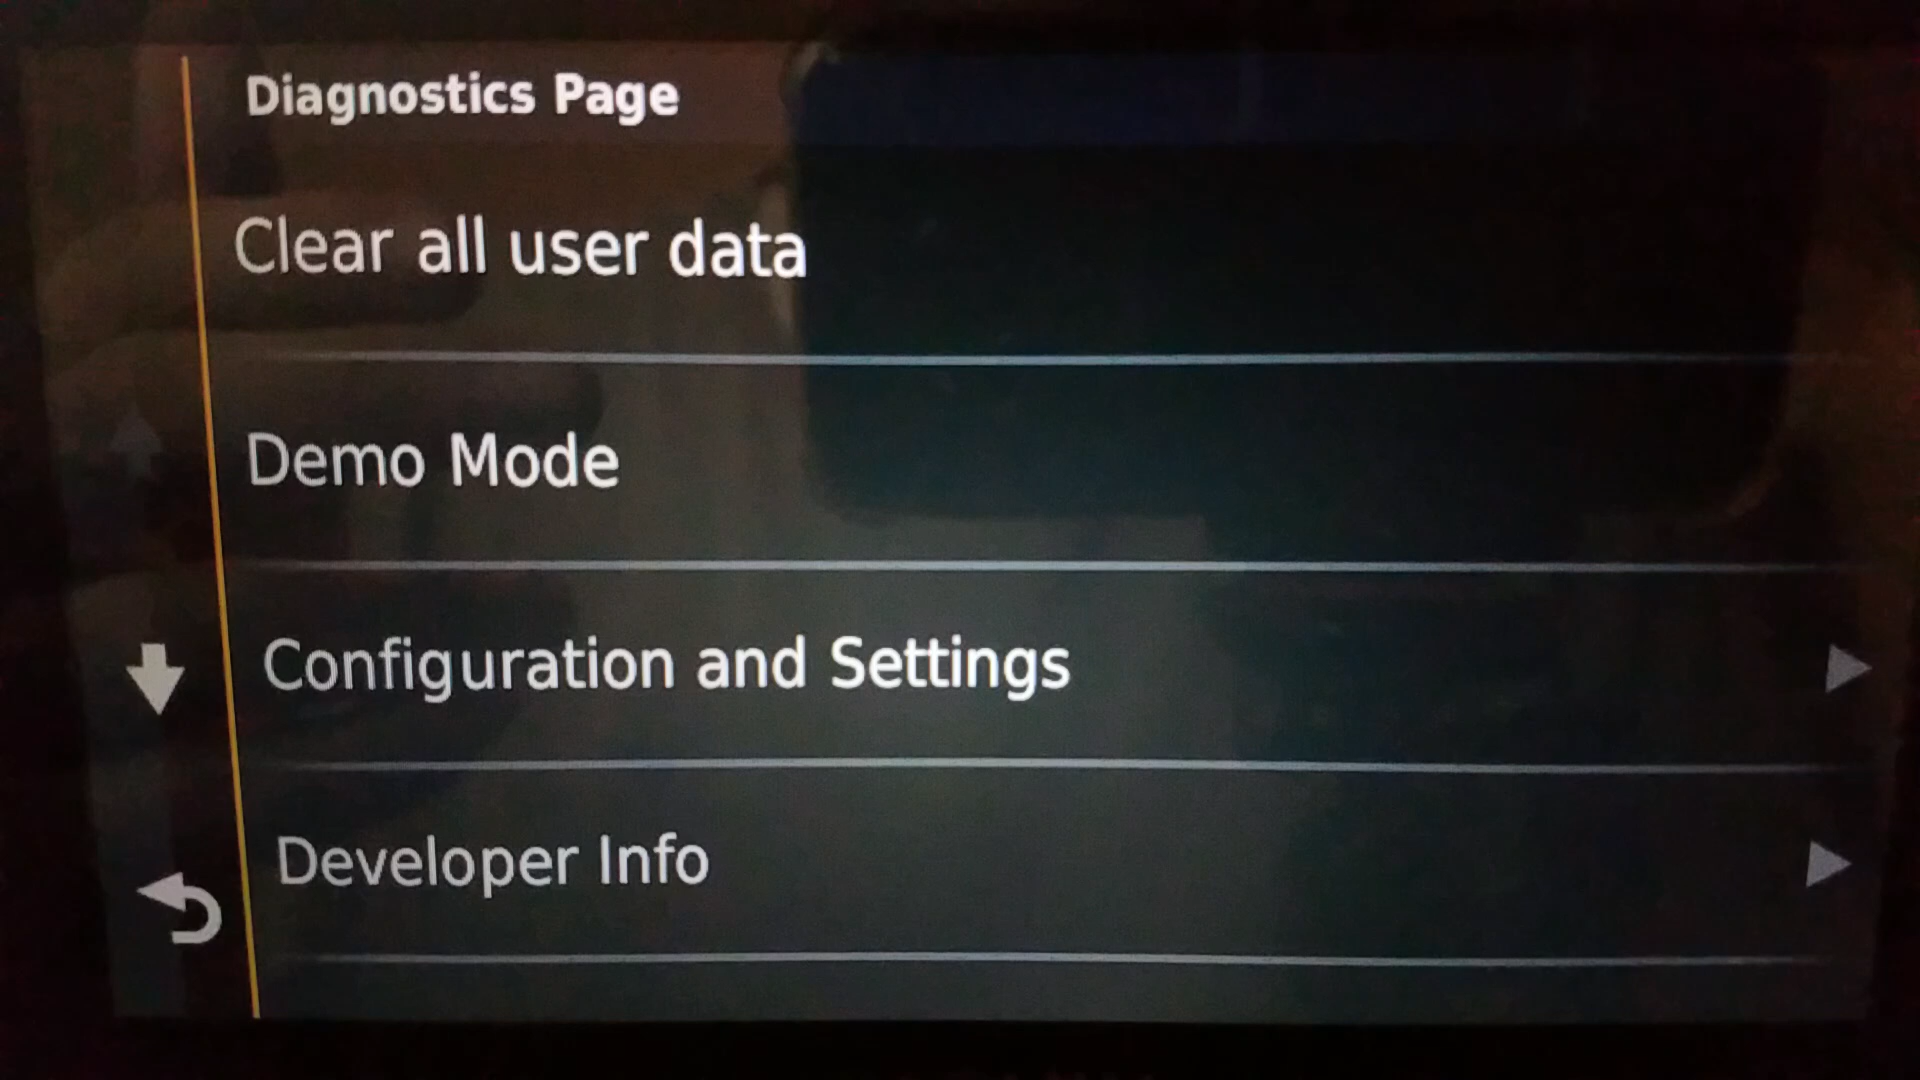 Diagnostics Page
Clear all user data
Demo Mode
Configuration and Settings
Developer Info